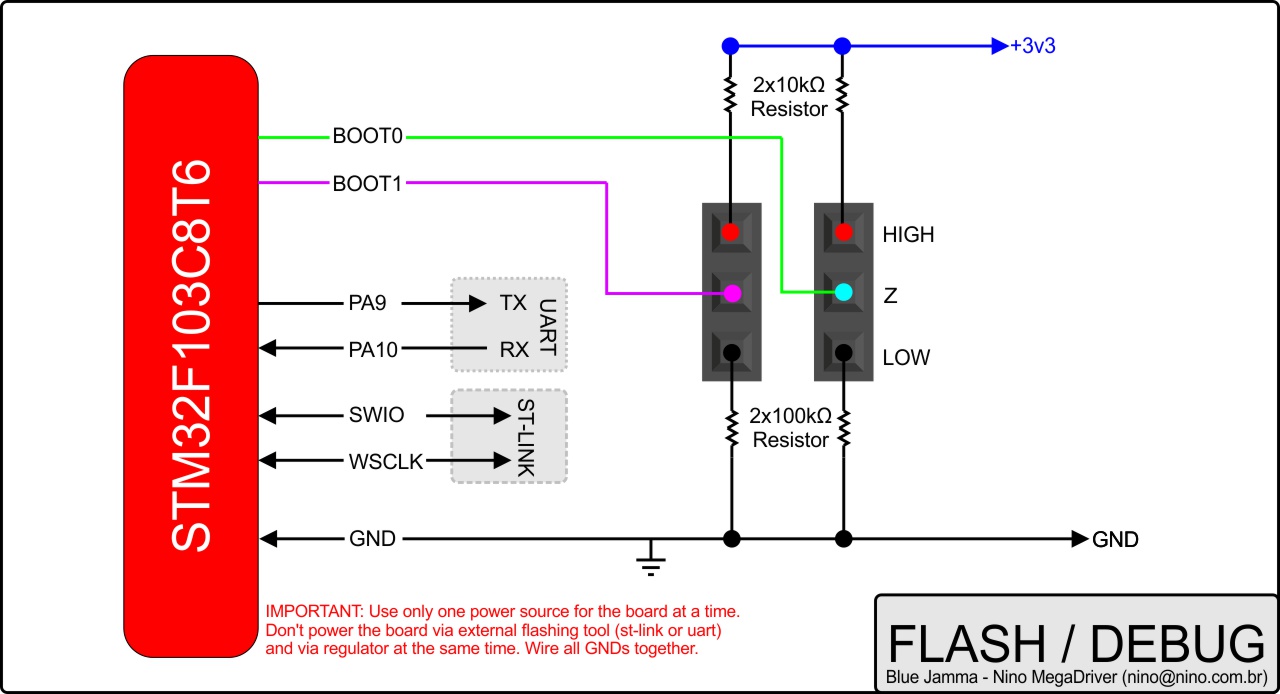 STM32F103C8T6
+3v3
2x10kΩ
Resistor
BOOT0
BOOT1
HIGH
Z
LOW
PA9
TX
PA10
RX
UART
SWIO
WSCLK
ST-LINK
2x100kΩ
Resistor
GND
GND
IMPORTANT: Use only one power source for the board at a time.
Don't power the board via external flashing tool (st-link or uart)
and via regulator at the same time. Wire all GNDs together.
FLASH / DEBUG
Blue Jamma - Nino MegaDriver (nino@nino.com.br)